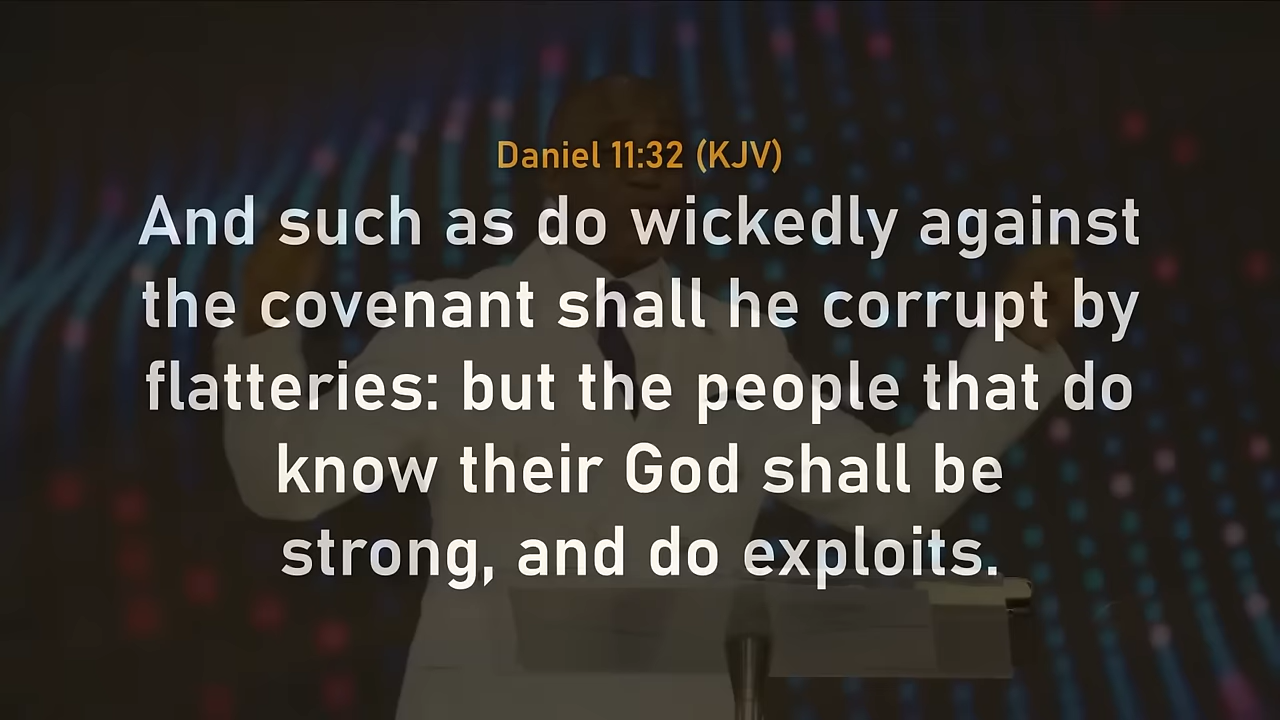 Daniel 11:32 (KJV)
And such as do wickedly against
the covenant shall he corrupt by
flatteries: but the people that do
know their God shall be
strong, and do exploits.